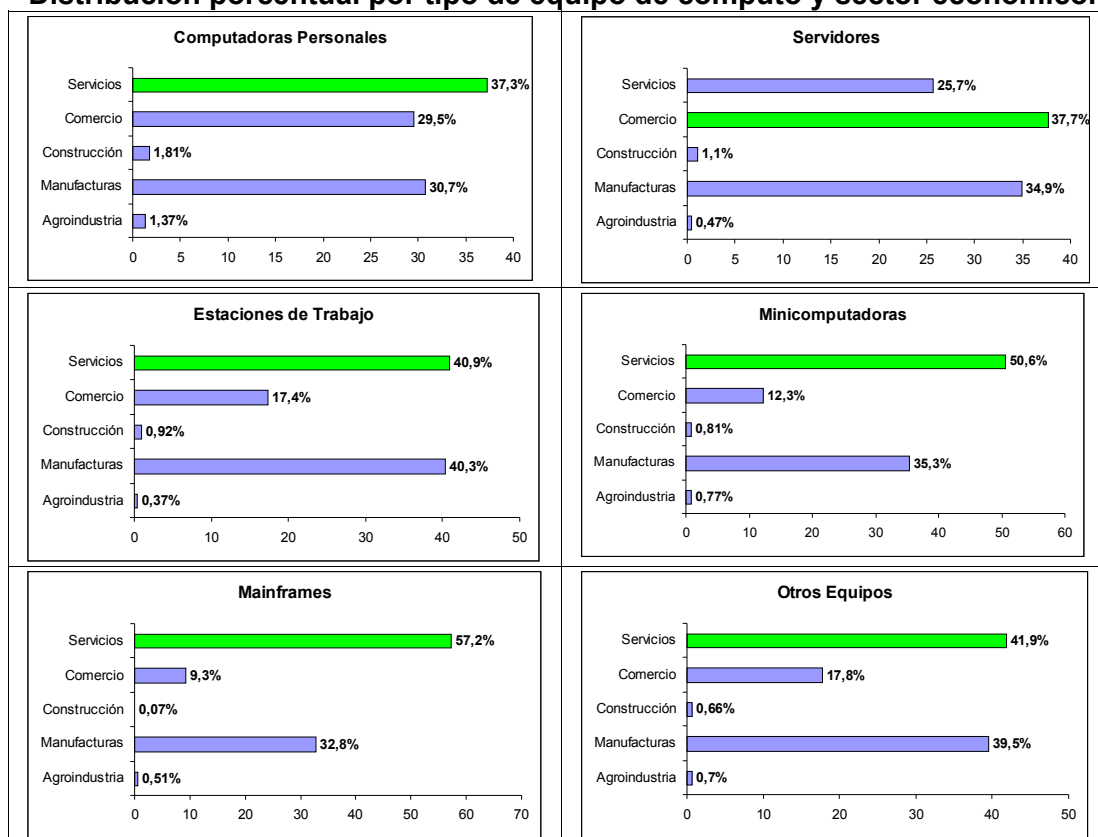 Distribución porcentual por tipo de equipo de cómputo y sector económico.
Computadoras Personales
Servicios 37,3%
Comercio 29,5%
Construcción 1,81%
Manufacturas 30,7%
Agroindustria 1,37%
0 5 10 15 20 25 30 35 40
Servidores
Servicios 25,7%
Comercio 37,7%
Construcción 1,1%
Manufacturas 34,9%
Agroindustria 0,47%
0 5 10 15 20 25 30 35 40
Estaciones de Trabajo
Servicios 40,9%
Comercio 17,4%
Construcción 0,92%
Manufacturas 40,3%
Agroindustria 0,37%
0 10 20 30 40 50
Minicomputadoras
Servicios 50,6%
Comercio 12,3%
Construcción 0,81%
Manufacturas 35,3%
Agroindustria 0,77%
0 10 20 30 40 50 60
Mainframes
Servicios 57,2%
Comercio 9,3%
Construcción 0,07%
Manufacturas 32,8%
Agroindustria 0,51%
0 10 20 30 40 50 60 70
Otros Equipos
Servicios 41,9%
Comercio 17,8%
Construcción 0,66%
Manufacturas 39,5%
Agroindustria 0,7%
0 10 20 30 40 50